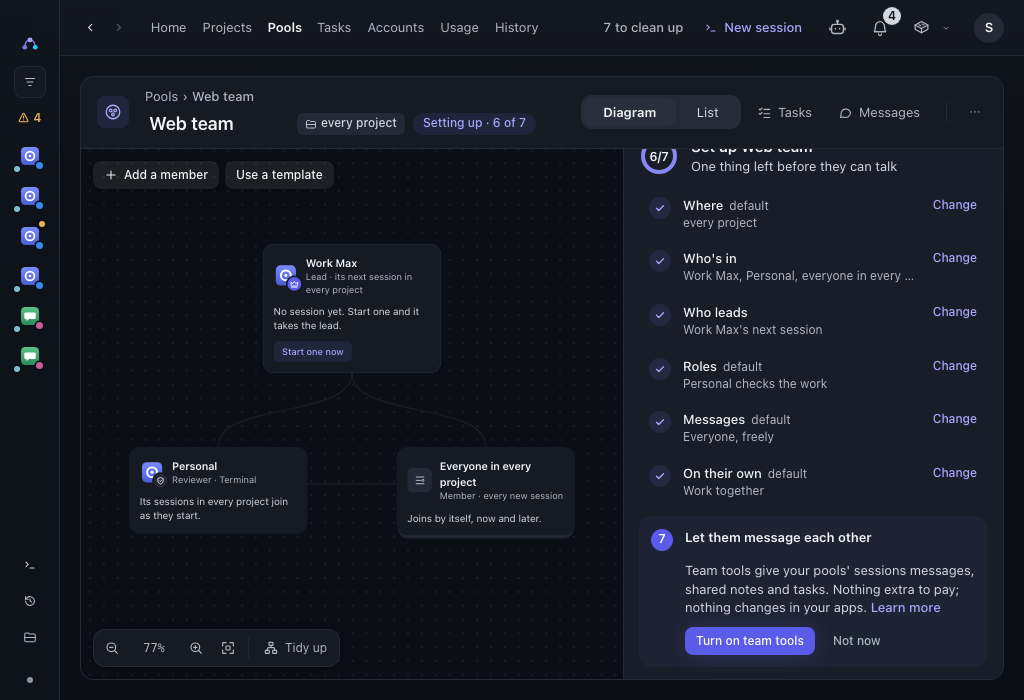 Home Projects Pools Tasks Accounts Usage History
7 to clean up
New session
4
S
4
Pools › Web team
Web team
every project
Setting up · 6 of 7
Diagram
List
Tasks
Messages
Add a member
Use a template
Work Max
Lead · its next session in
every project
No session yet. Start one and it
takes the lead.
Start one now
Personal
Reviewer · Terminal
Its sessions in every project join
as they start.
Everyone in every
project
Member · every new session
Joins by itself, now and later.
77%
Tidy up
6/7
Set up Web team
One thing left before they can talk
Where default
every project
Change
Who's in
Work Max, Personal, everyone in every ...
Change
Who leads
Work Max's next session
Change
Roles default
Personal checks the work
Change
Messages default
Everyone, freely
Change
On their own default
Work together
Change
7
Let them message each other
Team tools give your pools' sessions messages,
shared notes and tasks. Nothing extra to pay;
nothing changes in your apps. Learn more
Turn on team tools
Not now